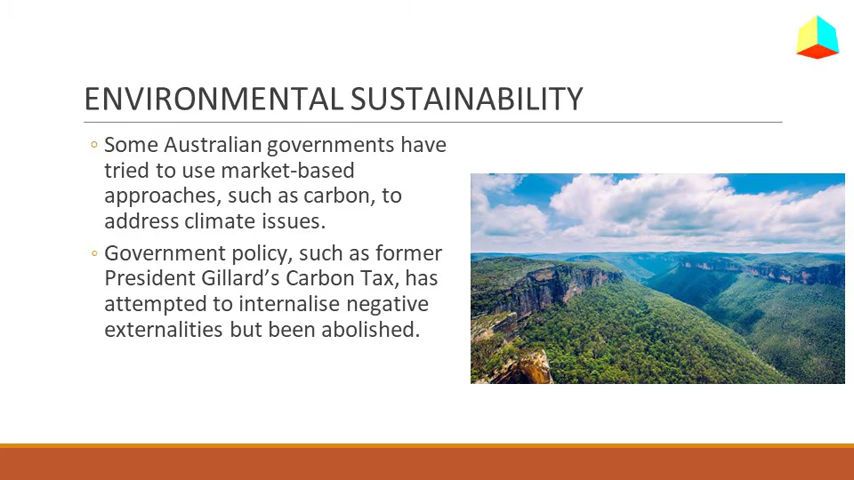 ENVIRONMENTAL SUSTAINABILITY
◦ Some Australian governments have
tried to use market-based
approaches, such as carbon, to
address climate issues.
◦ Government policy, such as former
President Gillard’s Carbon Tax, has
attempted to internalise negative
externalities but been abolished.